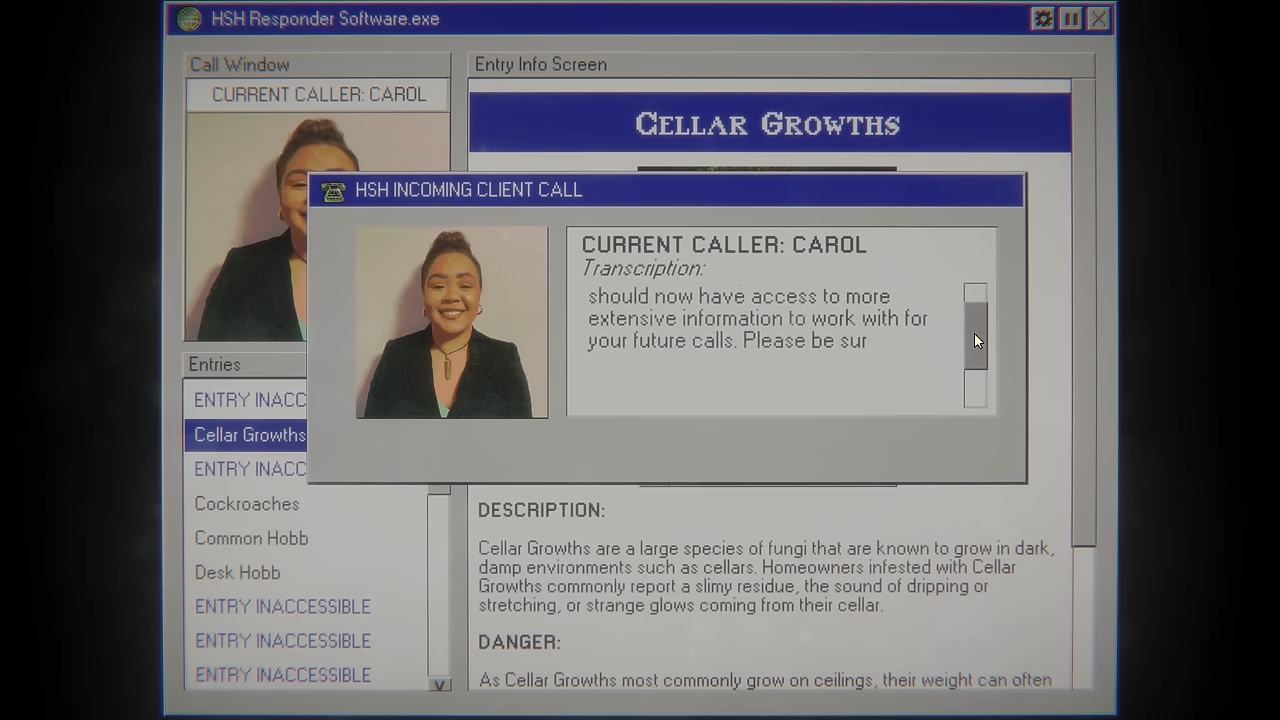 HSH Responder Software.exe
Call Window
CURRENT CALLER: CAROL
Entry Info Screen
CELLAR GROWTHS
HSH INCOMING CLIENT CALL
CURRENT CALLER: CAROL
Transcription:
should now have access to more
extensive information to work with for
your future calls. Please be sur
Entries
ENTRY INACC
Cellar Growths
ENTRY INACC
Cockroaches
Common Hobb
Desk Hobb
ENTRY INACCESSIBLE
ENTRY INACCESSIBLE
ENTRY INACCESSIBLE
DESCRIPTION:
Cellar Growths are a large species of fungi that are known to grow in dark,
damp environments such as cellars. Homeowners infested with Cellar
Growths commonly report a slimy residue, the sound of dripping or
stretching, or strange glows coming from their cellar.
DANGER:
As Cellar Growths most commonly grow on ceilings, their weight can often